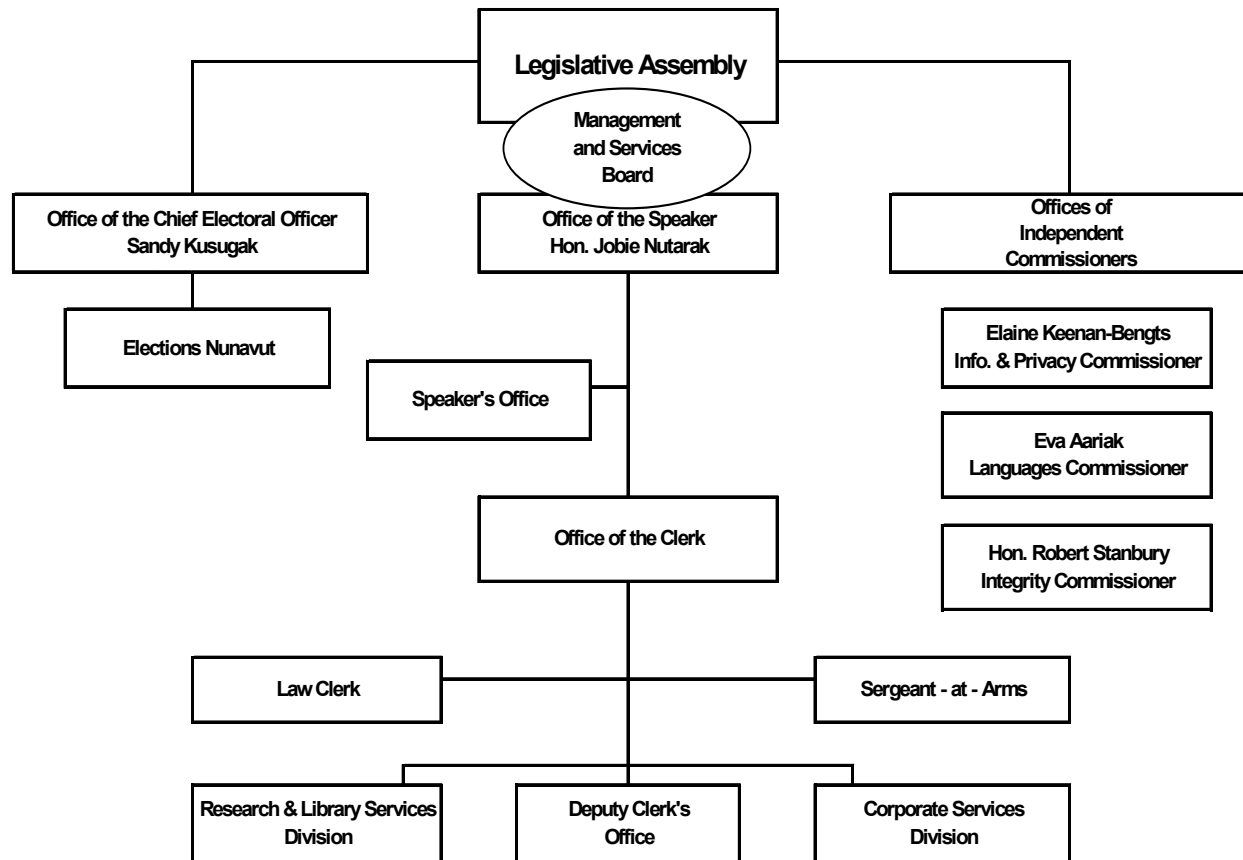 Legislative Assembly
Management
and Services
Board
Office of the Chief Electoral Officer
Sandy Kusugak
Office of the Speaker
Hon. Jobie Nutarak
Offices of
Independent
Commissioners
Elections Nunavut
Elaine Keenan-Bengts
Info. & Privacy Commissioner
Speaker's Office
Eva Aariak
Languages Commissioner
Office of the Clerk
Hon. Robert Stanbury
Integrity Commissioner
Law Clerk
Sergeant - at - Arms
Research & Library Services
Division
Deputy Clerk's
Office
Corporate Services
Division